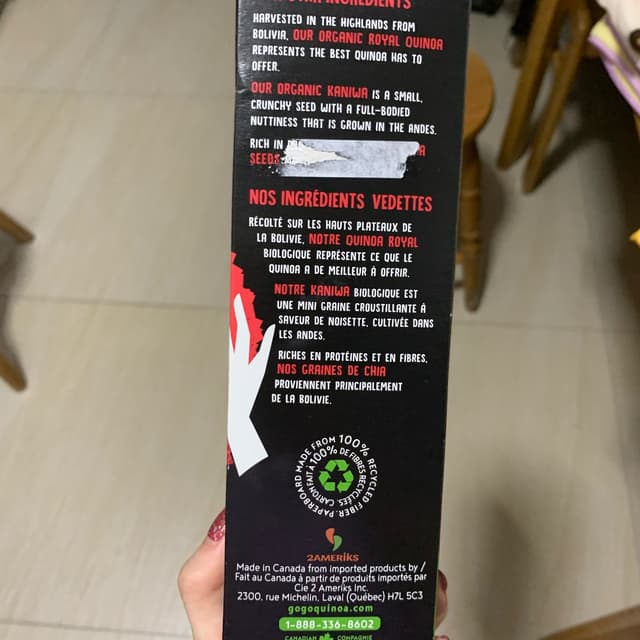 INGREDIENTS
HARVESTED IN THE HIGHLANDS FROM
BOLIVIA, OUR ORGANIC ROYAL QUINOA
REPRESENTS THE BEST QUINOA HAS TO
OFFER.
OUR ORGANIC KANIWA IS A SMALL,
CRUNCHY SEED WITH A FULL-BODIED
NUTTINESS THAT IS GROWN IN THE ANDES.
RICH IN
SEEDS
NOS INGRÉDIENTS VEDETTES
RÉCOLTÉ SUR LES HAUTS PLATEAUX DE
LA BOLIVIE, NOTRE QUINOA ROYAL
BIOLOGIQUE REPRÉSENTE CE QUE LE
QUINOA A DE MEILLEUR À OFFRIR.
NOTRE KANIWA BIOLOGIQUE EST
UNE MINI GRAINE CROUSTILLANTE À
SAVEUR DE NOISETTE, CULTIVÉE DANS
LES ANDES.
RICHES EN PROTÉINES ET EN FIBRES,
NOS GRAINES DE CHIA
PROVIENNENT PRINCIPALEMENT
DE LA BOLIVIE.
PAPERBOARD MADE FROM 100% RECYCLED FIBER.
CARTON FAIT À 100% DE FIBRES RECYCLÉES.
2AMERIKS
Made in Canada from imported products by /
Fait au Canada à partir de produits importés par
Cie 2 Ameriks Inc.
2300, rue Michelin, Laval (Québec) H7L 5C3
gogoquinoa.com
1-888-336-8602
CANADIAN COMPAGNIE